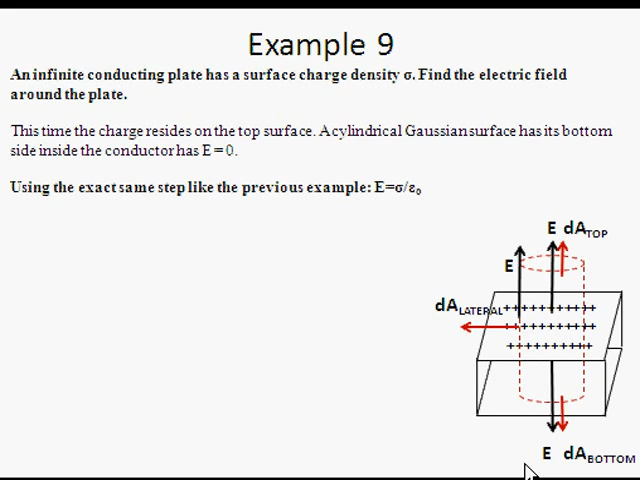 Example 9
An infinite conducting plate has a surface charge density σ. Find the electric field
around the plate.
This time the charge resides on the top surface. A cylindrical Gaussian surface has its bottom
side inside the conductor has E = 0.
Using the exact same step like the previous example: E=σ/ε₀
E dA_TOP
E
dA_LATERAL ++++++++++
++++++++++
++++++++++
E dA_BOTTOM